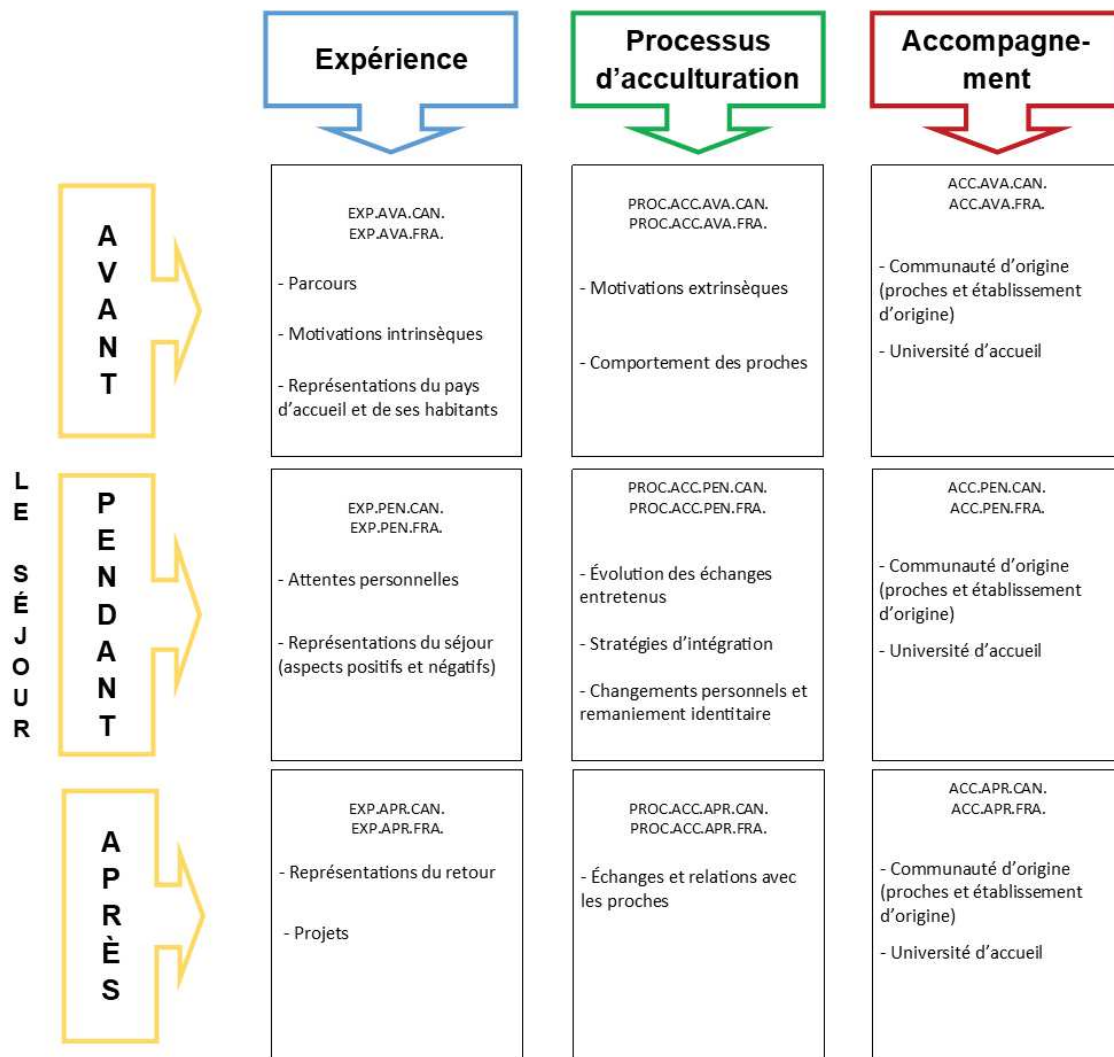 Expérience
Processus
d'acculturation
Accompagne-
ment
LE SÉJOUR
AVANT
EXP.AVA.CAN.
EXP.AVA.FRA.
- Parcours
- Motivations intrinsèques
- Représentations du pays
d'accueil et de ses habitants
PROC.ACC.AVA.CAN.
PROC.ACC.AVA.FRA.
- Motivations extrinsèques
- Comportement des proches
ACC.AVA.CAN.
ACC.AVA.FRA.
- Communauté d'origine
(proches et établissement
d'origine)
- Université d'accueil
PENDANT
EXP.PEN.CAN.
EXP.PEN.FRA.
- Attentes personnelles
- Représentations du séjour
(aspects positifs et négatifs)
PROC.ACC.PEN.CAN.
PROC.ACC.PEN.FRA.
- Évolution des échanges
entretenus
- Stratégies d'intégration
- Changements personnels et
remaniement identitaire
ACC.PEN.CAN.
ACC.PEN.FRA.
- Communauté d'origine
(proches et établissement
d'origine)
- Université d'accueil
APRÈS
EXP.APR.CAN.
EXP.APR.FRA.
- Représentations du retour
- Projets
PROC.ACC.APR.CAN.
PROC.ACC.APR.FRA.
- Échanges et relations avec
les proches
ACC.APR.CAN.
ACC.APR.FRA.
- Communauté d'origine
(proches et établissement
d'origine)
- Université d'accueil